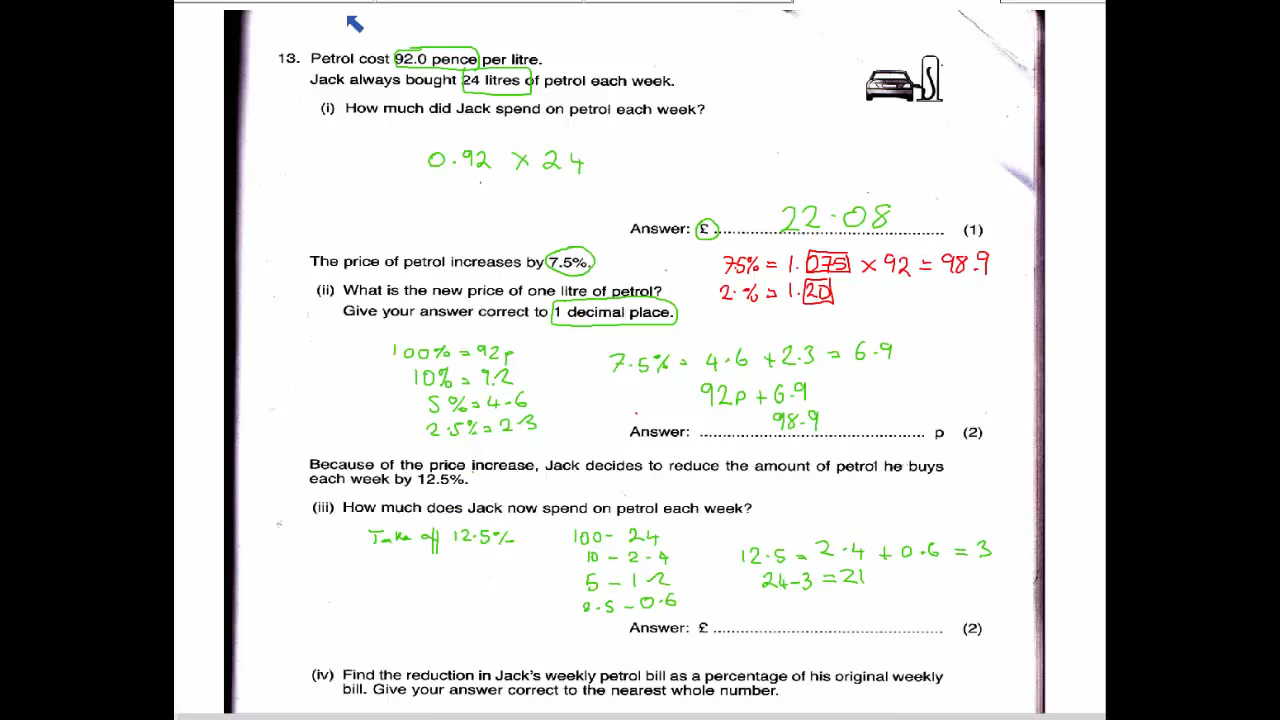 13. Petrol cost 92.0 pence per litre.
Jack always bought 24 litres of petrol each week.
(i) How much did Jack spend on petrol each week?
0.92 × 24
Answer: £ 22.08 (1)
The price of petrol increases by 7.5%.
7.5% = 1.075 × 92 = 98.9
(ii) What is the new price of one litre of petrol?
2.% = 1.20
Give your answer correct to 1 decimal place.
100% = 92p
7.5% = 4.6 + 2.3 = 6.9
10% = 9.2
92p + 6.9
5% = 4.6
98.9
2.5% = 2.3
Answer: p (2)
Because of the price increase, Jack decides to reduce the amount of petrol he buys
each week by 12.5%.
(iii) How much does Jack now spend on petrol each week?
Take off 12.5%
100 - 24
10 - 2.4
12.5 = 2.4 + 0.6 = 3
5 - 1.2
24-3 = 21
2.5 - 0.6
Answer: £ (2)
(iv) Find the reduction in Jack's weekly petrol bill as a percentage of his original weekly
bill. Give your answer correct to the nearest whole number.